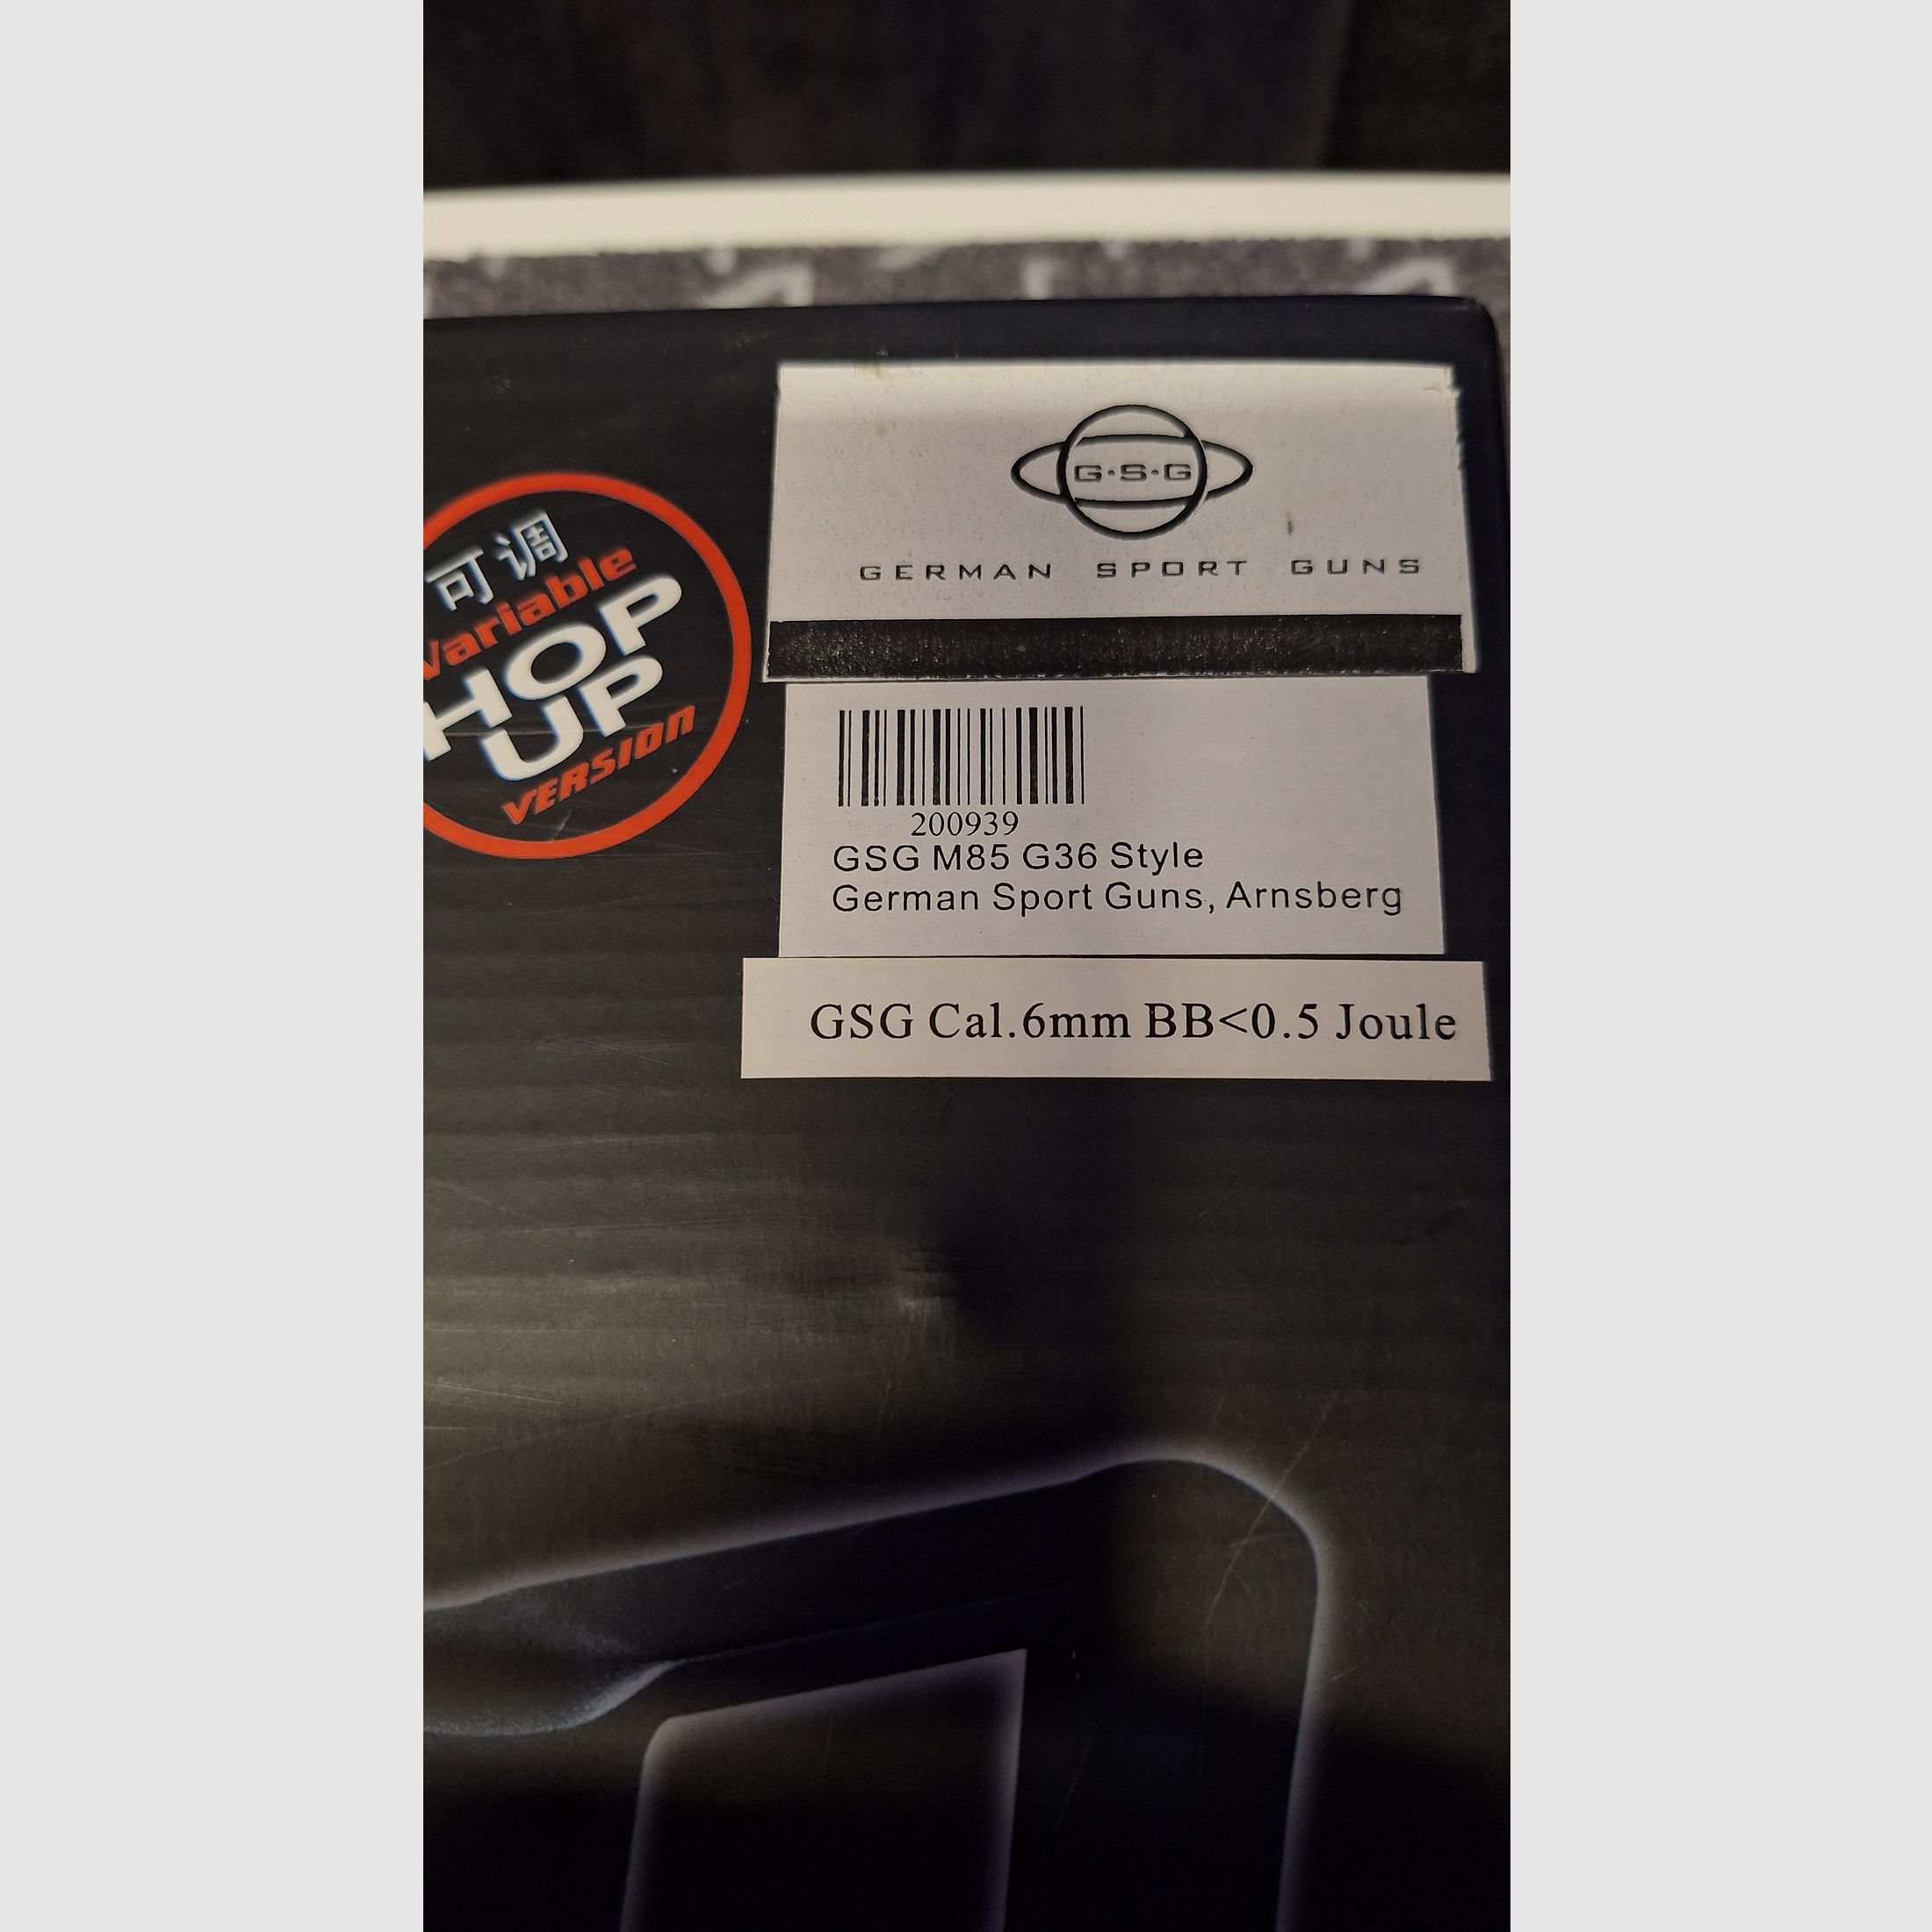 可调
Variable
HOP
UP
VERSION
G·S·G
GERMAN SPORT GUNS
200939
GSG M85 G36 Style
German Sport Guns, Arnsberg
GSG Cal.6mm BB<0.5 Joule